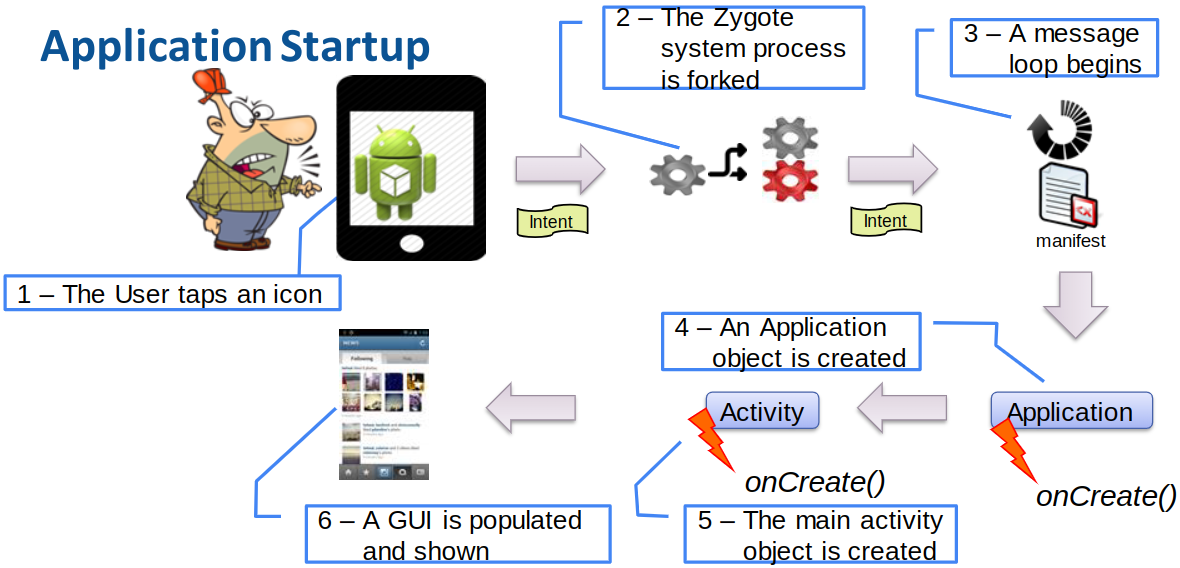 Application Startup
2 – The Zygote
system process
is forked
3 – A message
loop begins
Intent
Intent
manifest
1 – The User taps an icon
4 – An Application
object is created
NEWS
Following
Activity
Application
onCreate()
onCreate()
6 – A GUI is populated
and shown
5 – The main activity
object is created